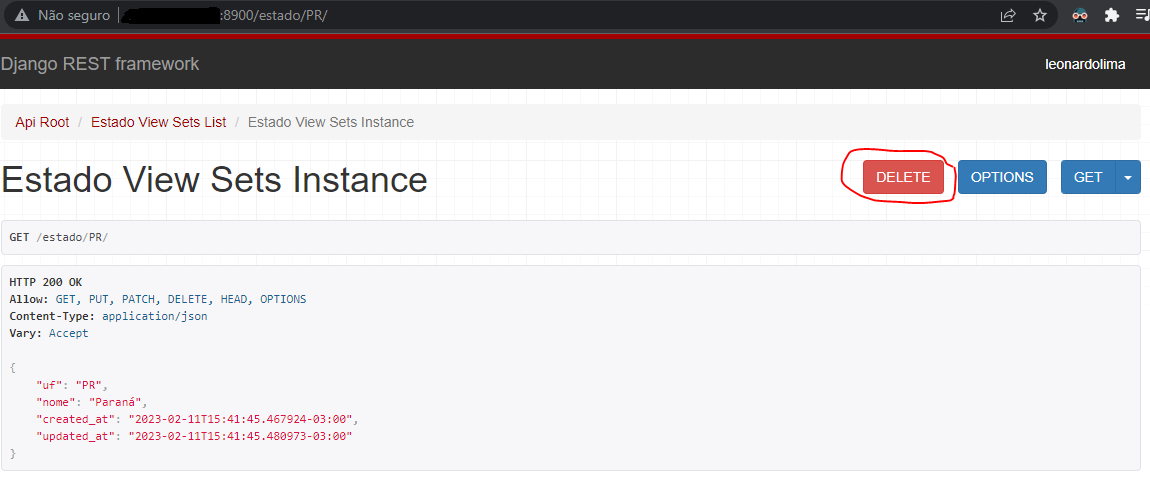 Não seguro :8900/estado/PR/
Django REST framework leonardolima
Api Root / Estado View Sets List / Estado View Sets Instance
Estado View Sets Instance DELETE OPTIONS GET
GET /estado/PR/
HTTP 200 OK
Allow: GET, PUT, PATCH, DELETE, HEAD, OPTIONS
Content-Type: application/json
Vary: Accept
{
"uf": "PR",
"nome": "Paraná",
"created_at": "2023-02-11T15:41:45.467924-03:00",
"updated_at": "2023-02-11T15:41:45.480973-03:00"
}